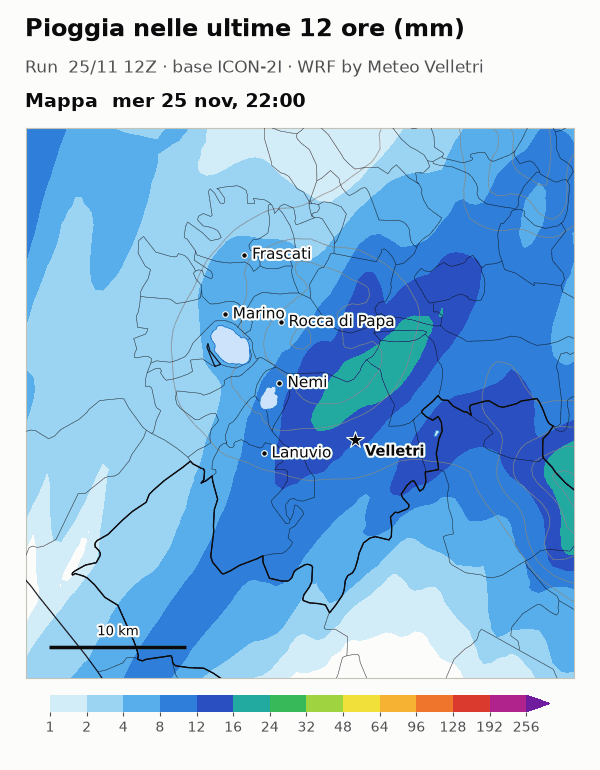 Pioggia nelle ultime 12 ore (mm)
Run 25/11 12Z · base ICON-2I · WRF by Meteo Velletri
Mappa mer 25 nov, 22:00
Frascati
Marino
Rocca di Papa
Nemi
Velletri
Lanuvio
10 km
1 2 4 8 12 16 24 32 48 64 96 128 192 256